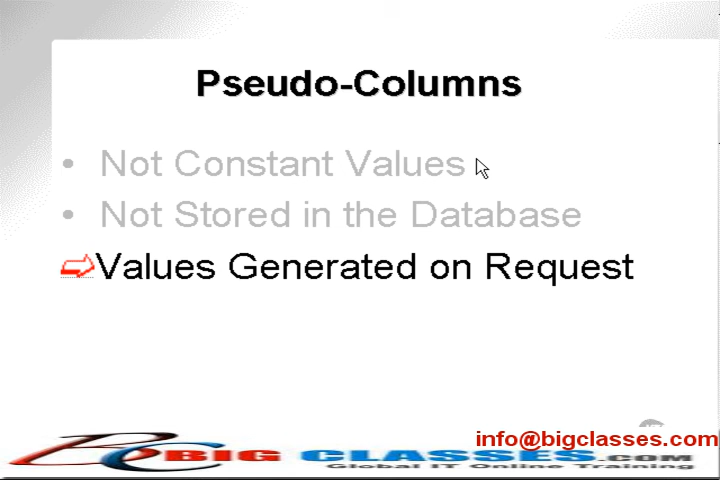 Pseudo-Columns
• Not Constant Values
• Not Stored in the Database
Values Generated on Request
info@bigclasses.com
BIG CLASSES.COM
Global IT Online Training